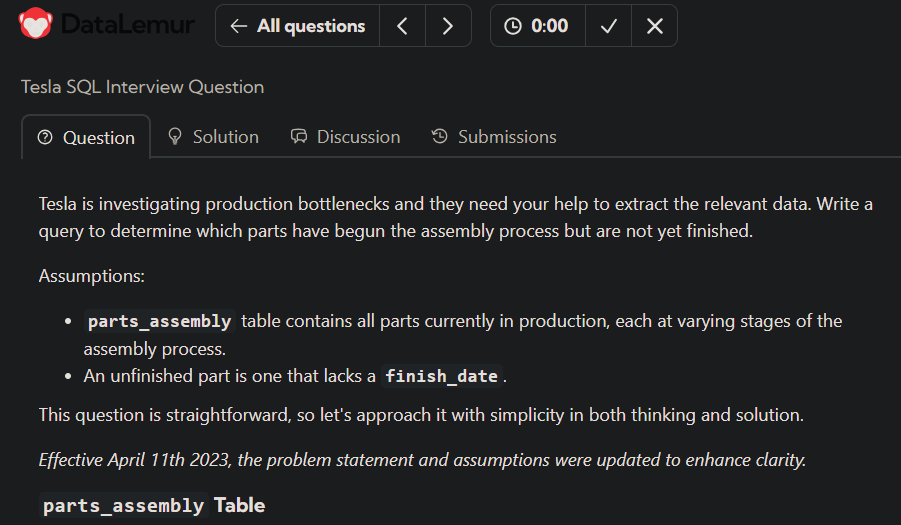 DataLemur
← All questions
0:00
Tesla SQL Interview Question
Question
Solution
Discussion
Submissions
Tesla is investigating production bottlenecks and they need your help to extract the relevant data. Write a
query to determine which parts have begun the assembly process but are not yet finished.
Assumptions:
• parts_assembly table contains all parts currently in production, each at varying stages of the
assembly process.
• An unfinished part is one that lacks a finish_date.
This question is straightforward, so let's approach it with simplicity in both thinking and solution.
Effective April 11th 2023, the problem statement and assumptions were updated to enhance clarity.
parts_assembly Table